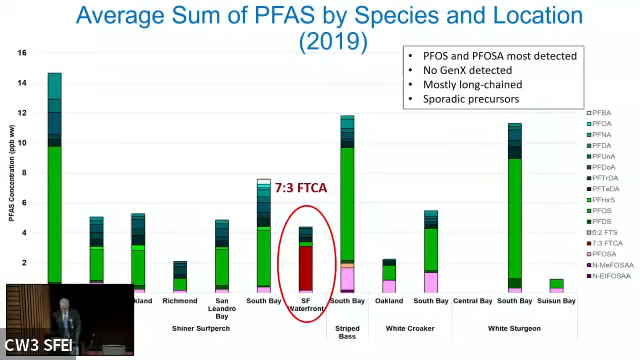 Average Sum of PFAS by Species and Location
(2019)
• PFOS and PFOSA most detected
• No GenX detected
• Mostly long-chained
• Sporadic precursors
PFAS Concentration (ppb ww)
16
14
12
10
8
6
4
2
7:3 FTCA
PFBA
PFOA
PFNA
PFDA
PFUnA
PFDoA
PFTrDA
PFTeDA
PFHxS
PFOS
PFDS
6:2 FTS
7:3 FTCA
PFOSA
N-MeFOSAA
N-EtFOSAA
Richmond
San Leandro Bay
South Bay
SF Waterfront
South Bay
Oakland
South Bay
Central Bay
South Bay
Suisun Bay
Shiner Surfperch
Striped Bass
White Croaker
White Sturgeon
CW3 SFEI